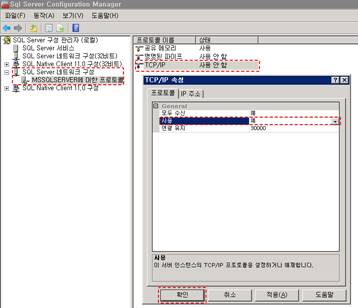 Sql Server Configuration Manager
파일(F) 동작(A) 보기(V) 도움말(H)
SQL Server 구성 관리자 (로컬)
SQL Server 서비스
SQL Server 네트워크 구성(32비트)
SQL Native Client 11.0 구성(32비트)
SQL Server 네트워크 구성
MSSQLSERVER에 대한 프로토콜
SQL Native Client 11.0 구성
프로토콜 이름 상태
공유 메모리 사용
명명된 파이프 사용 안 함
TCP/IP 사용 안 함
TCP/IP 속성
프로토콜 IP 주소
General
모두 수신 예
사용 예
연결 유지 30000
사용
이 서버 인스턴스의 TCP/IP 프로토콜을 설정하거나 해제합니다.
확인 취소 적용(A) 도움말